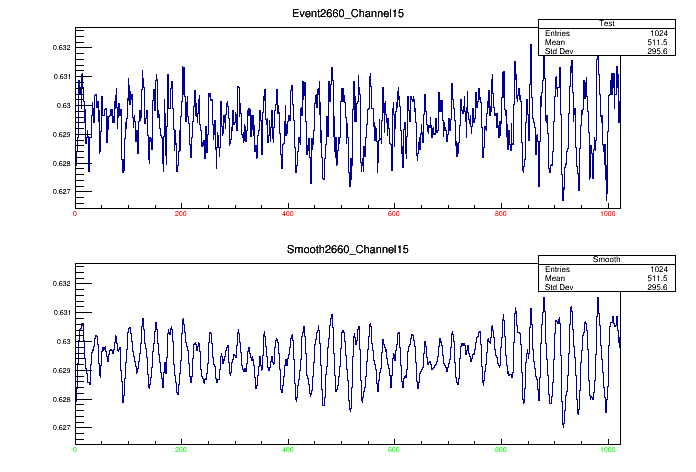 Event2660_Channel15
Test
Entries 1024
Mean 511.5
Std Dev 295.6
0.632
0.631
0.63
0.629
0.628
0.627
0 200 400 600 800 1000
Smooth2660_Channel15
Smooth
Entries 1024
Mean 511.5
Std Dev 295.6
0.632
0.631
0.63
0.629
0.628
0.627
0 200 400 600 800 1000